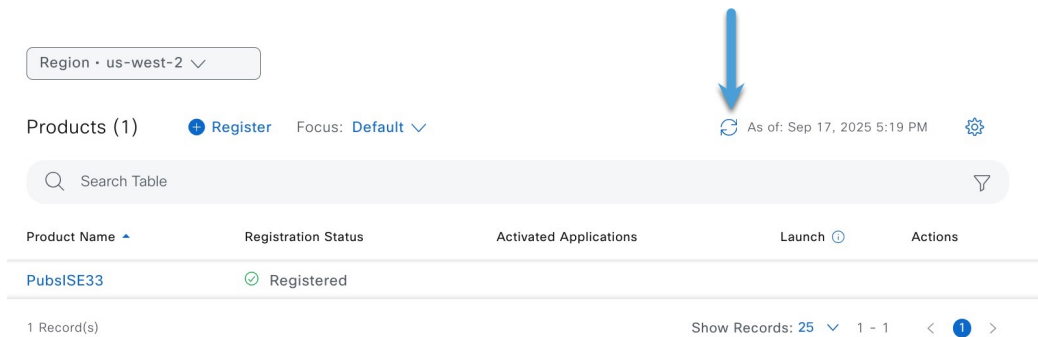 Region · us-west-2
Products (1) Register Focus: Default As of: Sep 17, 2025 5:19 PM
Search Table
Product Name Registration Status Activated Applications Launch Actions
PubsISE33 Registered
1 Record(s) Show Records: 25 1 - 1 1